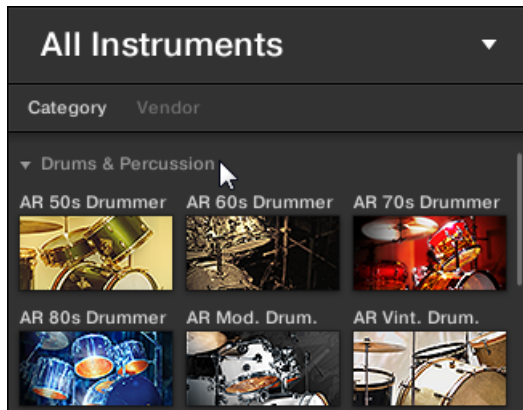 All Instruments
Category Vendor
Drums & Percussion
AR 50s Drummer AR 60s Drummer AR 70s Drummer
AR 80s Drummer AR Mod. Drum. AR Vint. Drum.